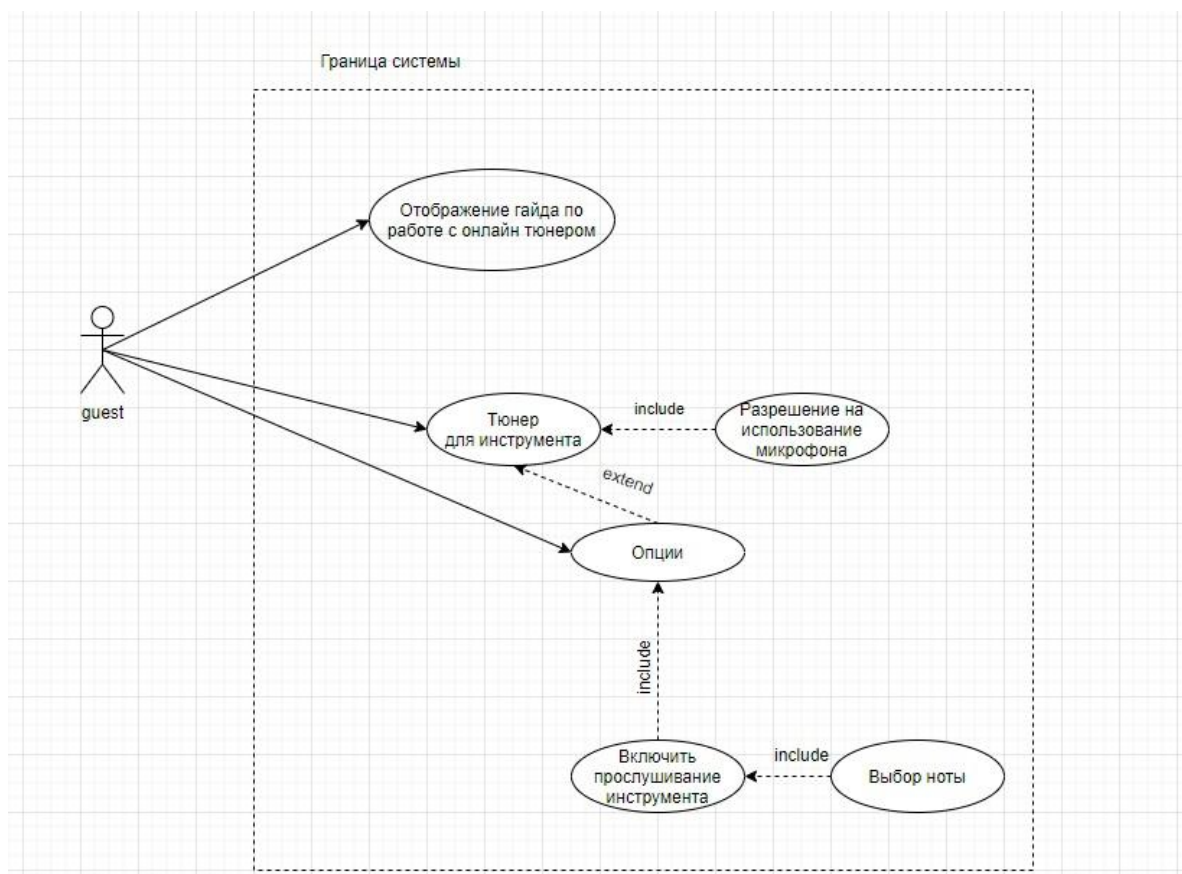 Граница системы
Отображение гайда по
работе с онлайн тюнером
guest
Тюнер
для инструмента
include
Разрешение на
использование
микрофона
extend
Опции
include
Включить
прослушивание
инструмента
include
Выбор ноты